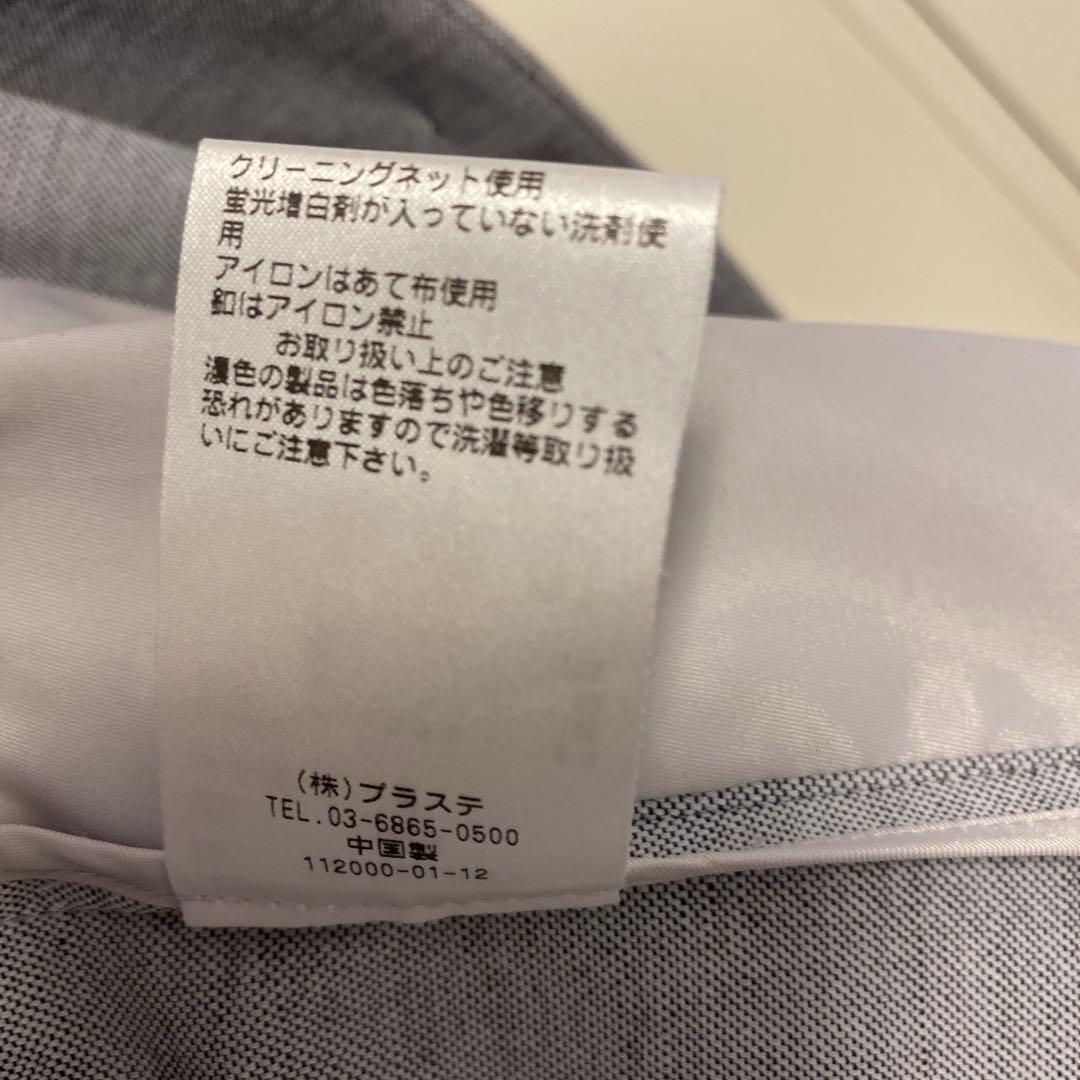 クリーニングネット使用
蛍光増白剤が入っていない洗剤使
用
アイロンはあて布使用
釦はアイロン禁止
お取り扱い上のご注意
濃色の製品は色落ちや色移りする
恐れがありますので洗濯等取り扱
いにご注意下さい。
(株)プラステ
TEL.03-6865-0500
中国製
112000-01-12